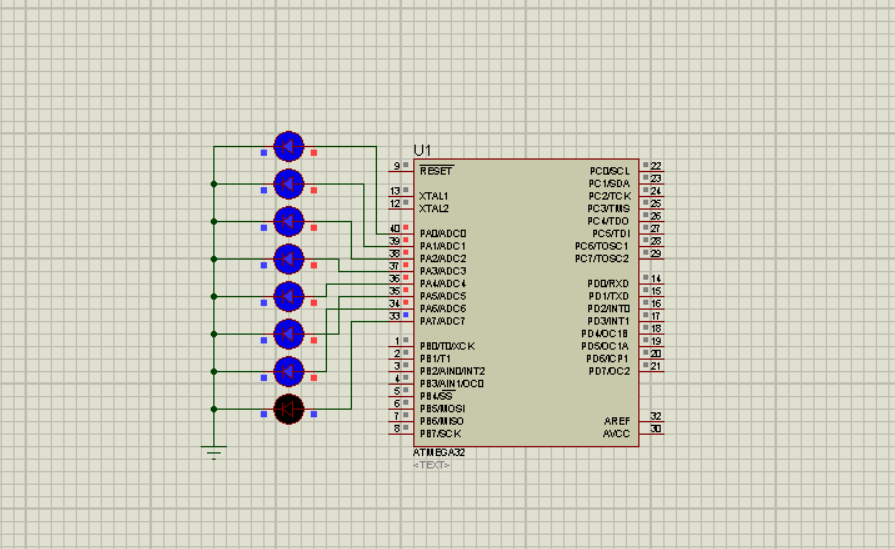 U1
9 RESET
13 XTAL1
12 XTAL2
40 PA0/ADC0
39 PA1/ADC1
38 PA2/ADC2
37 PA3/ADC3
36 PA4/ADC4
35 PA5/ADC5
34 PA6/ADC6
33 PA7/ADC7
1 PB0/T0/XCK
2 PB1/T1
3 PB2/AIN0/INT2
4 PB3/AIN1/OC0
5 PB4/SS
6 PB5/MOSI
7 PB6/MISO
8 PB7/SCK
PC0/SCL 22
PC1/SDA 23
PC2/TCK 24
PC3/TMS 25
PC4/TDO 26
PC5/TDI 27
PC6/TOSC1 28
PC7/TOSC2 29
PD0/RXD 14
PD1/TXD 15
PD2/INT0 16
PD3/INT1 17
PD4/OC1B 18
PD5/OC1A 19
PD6/ICP1 20
PD7/OC2 21
AREF 32
AVCC 30
ATMEGA32
<TEXT>